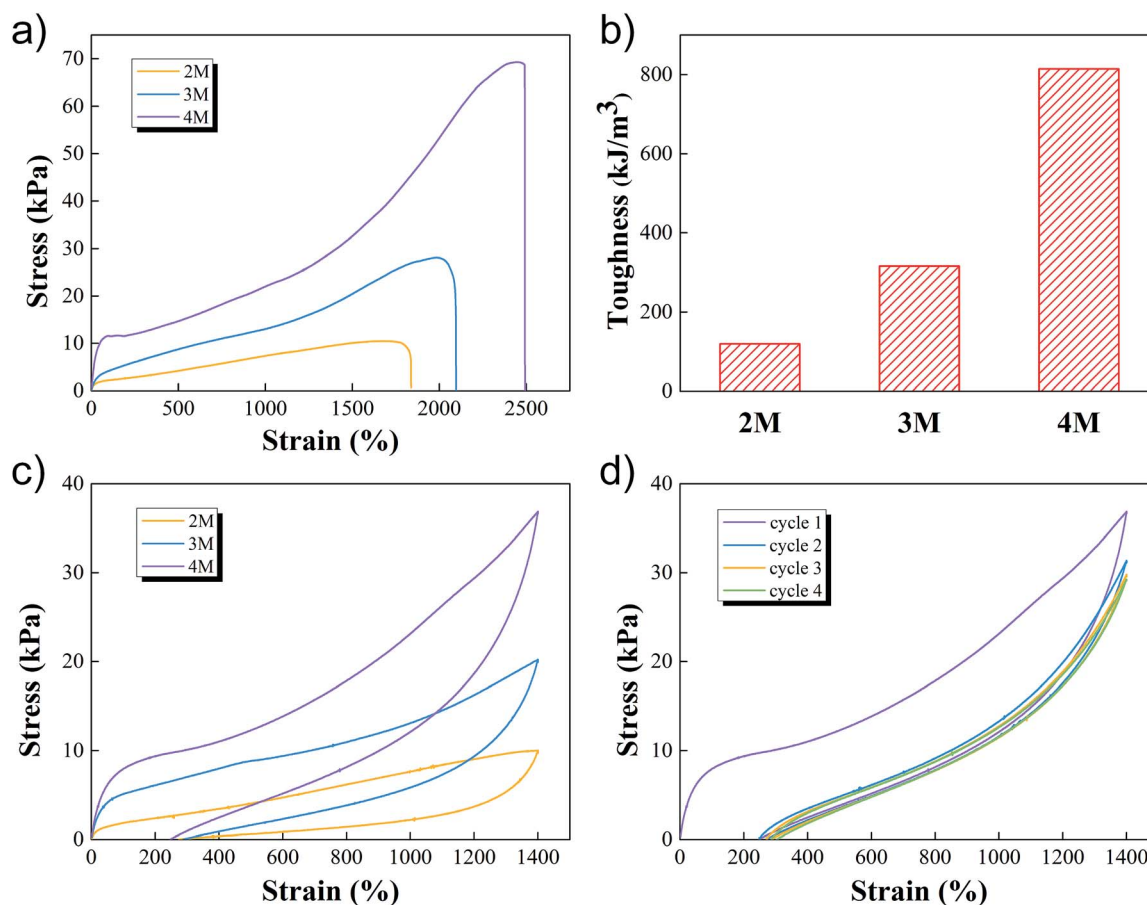 a)
70
60
50
40
30
20
10
0
Stress (kPa)
2M
3M
4M
0 500 1000 1500 2000 2500
Strain (%)
b)
800
600
400
200
0
Toughness (kJ/m³)
2M 3M 4M
c)
40
30
20
10
0
Stress (kPa)
2M
3M
4M
0 200 400 600 800 1000 1200 1400
Strain (%)
d)
40
30
20
10
0
Stress (kPa)
cycle 1
cycle 2
cycle 3
cycle 4
0 200 400 600 800 1000 1200 1400
Strain (%)